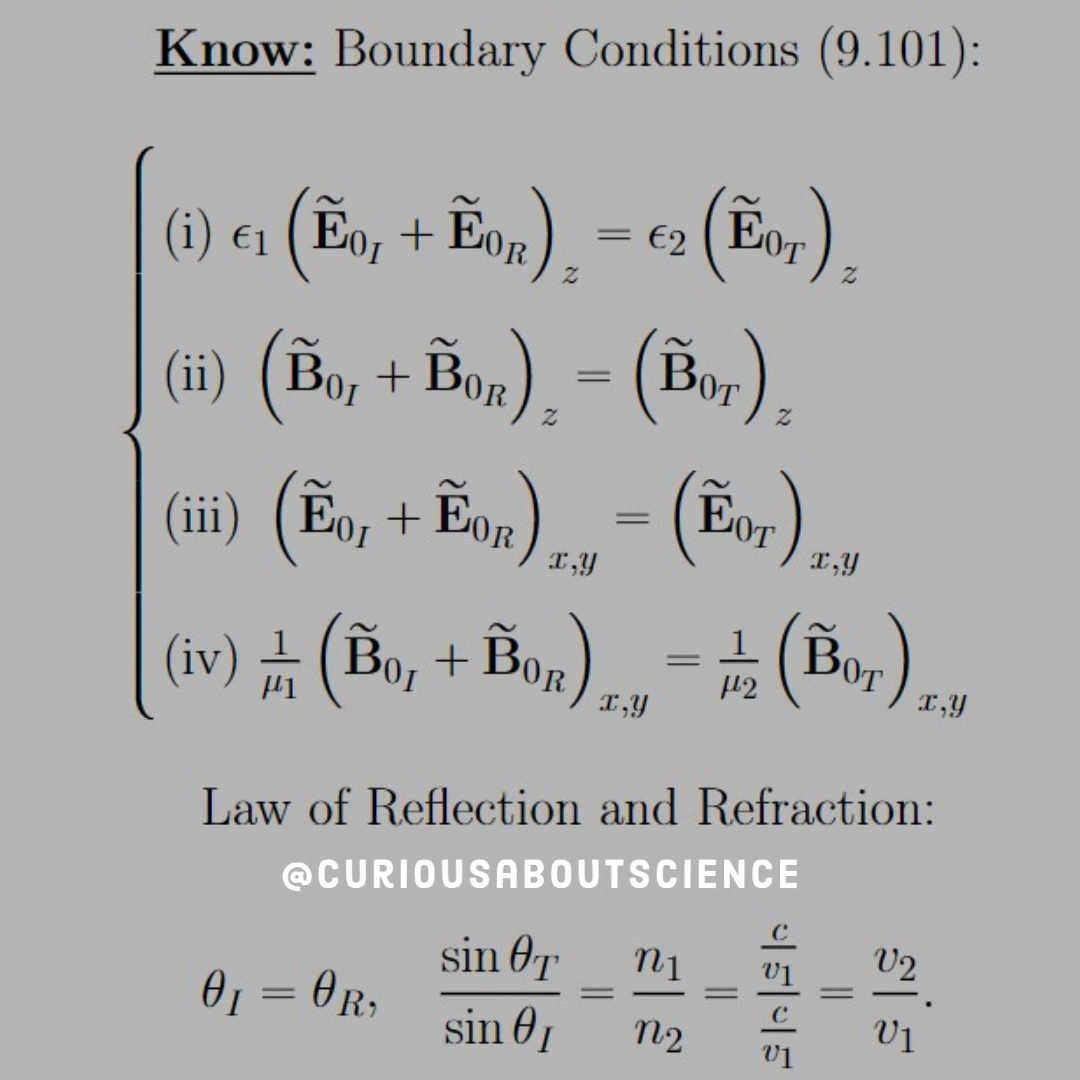 Know: Boundary Conditions (9.101):
(i) ϵ₁ (Ẽ₀_I + Ẽ₀_R)_z = ϵ₂ (Ẽ₀_T)_z
(ii) (B̃₀_I + B̃₀_R)_z = (B̃₀_T)_z
(iii) (Ẽ₀_I + Ẽ₀_R)_x,y = (Ẽ₀_T)_x,y
(iv) 1/μ₁ (B̃₀_I + B̃₀_R)_x,y = 1/μ₂ (B̃₀_T)_x,y
Law of Reflection and Refraction:
@CURIOUSABOUTSCIENCE
θ_I = θ_R, sin θ_T / sin θ_I = n₁/n₂ = (c/v₁)/(c/v₁) = v₂/v₁.